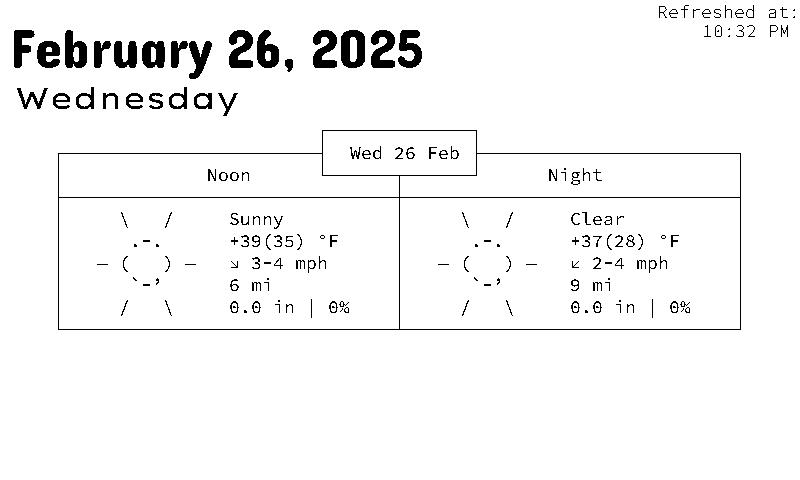 Refreshed at:
10:32 PM
February 26, 2025
Wednesday
Wed 26 Feb
Noon
Night
Sunny
+39(35) °F
↘ 3-4 mph
6 mi
0.0 in | 0%
Clear
+37(28) °F
↙ 2-4 mph
9 mi
0.0 in | 0%